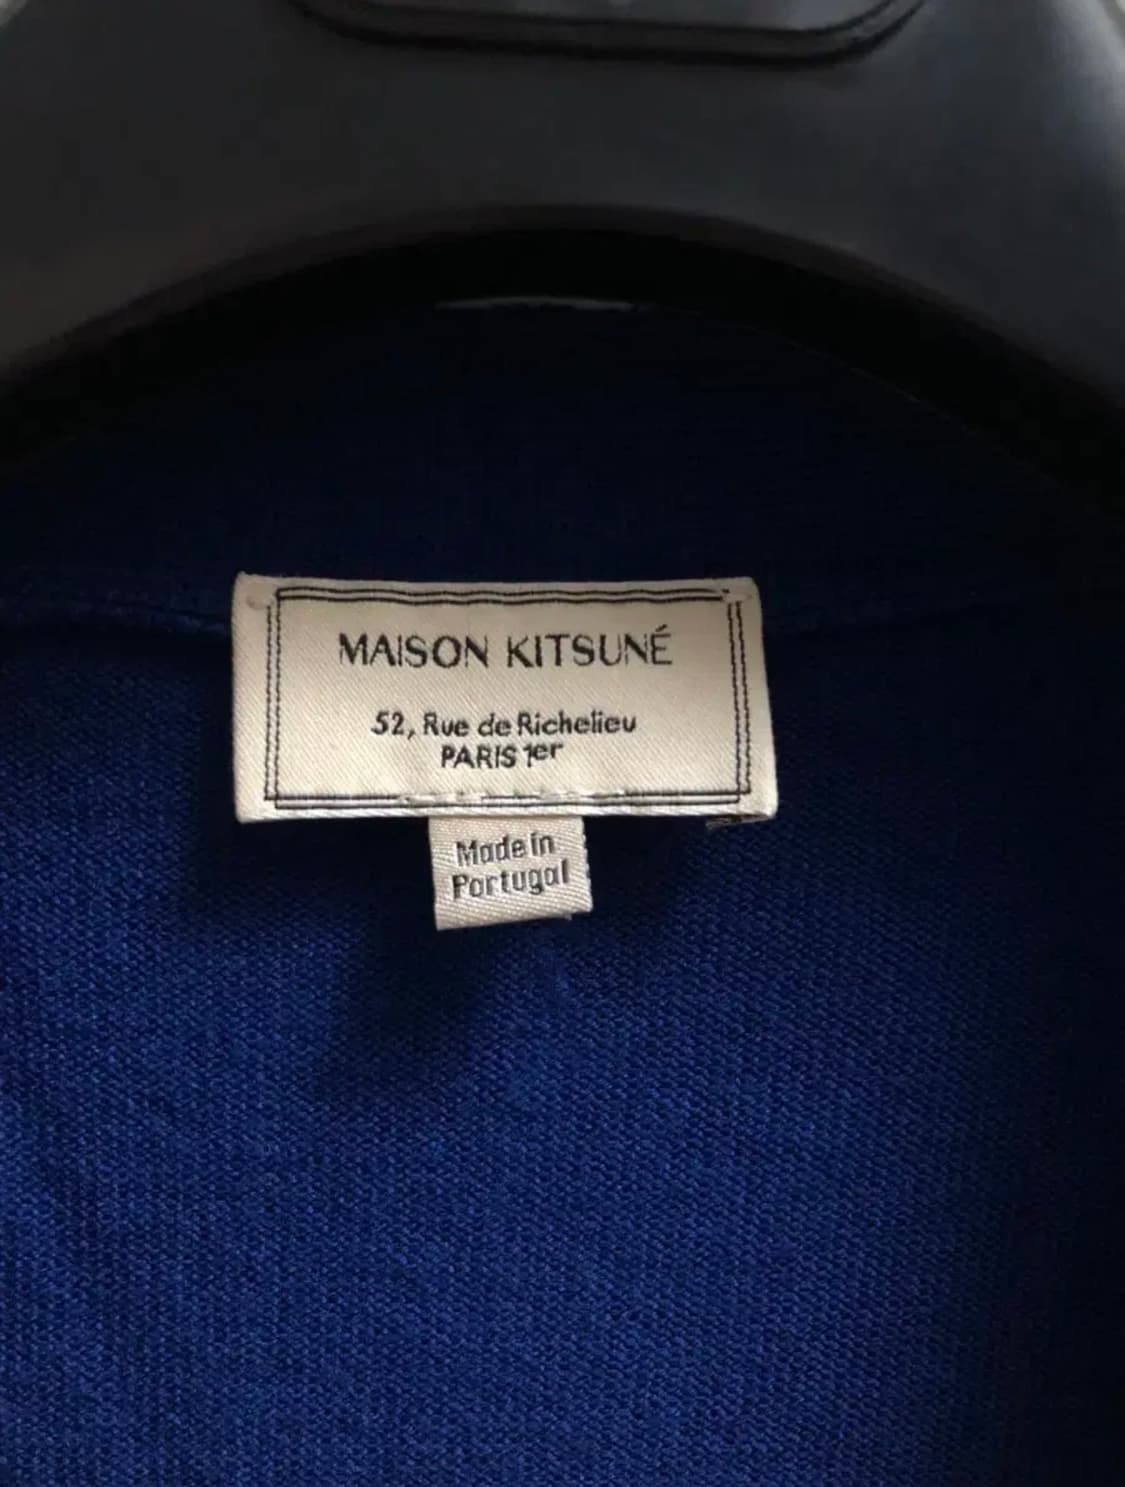 MAISON KITSUNÉ
52, Rue de Richelieu
PARIS 1er
Made in
Portugal